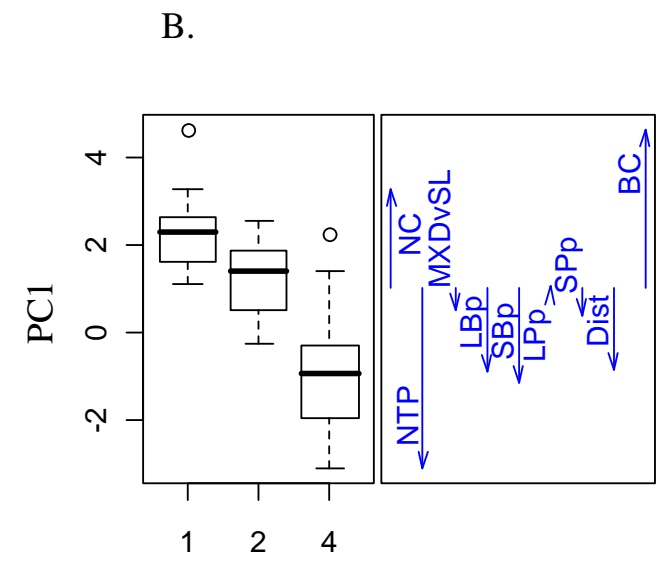 B.
PC1
4
2
0
-2
1 2 4
NC
NTP
MXDvSL
LBp
SBp
LPp
SPp
Dist
BC